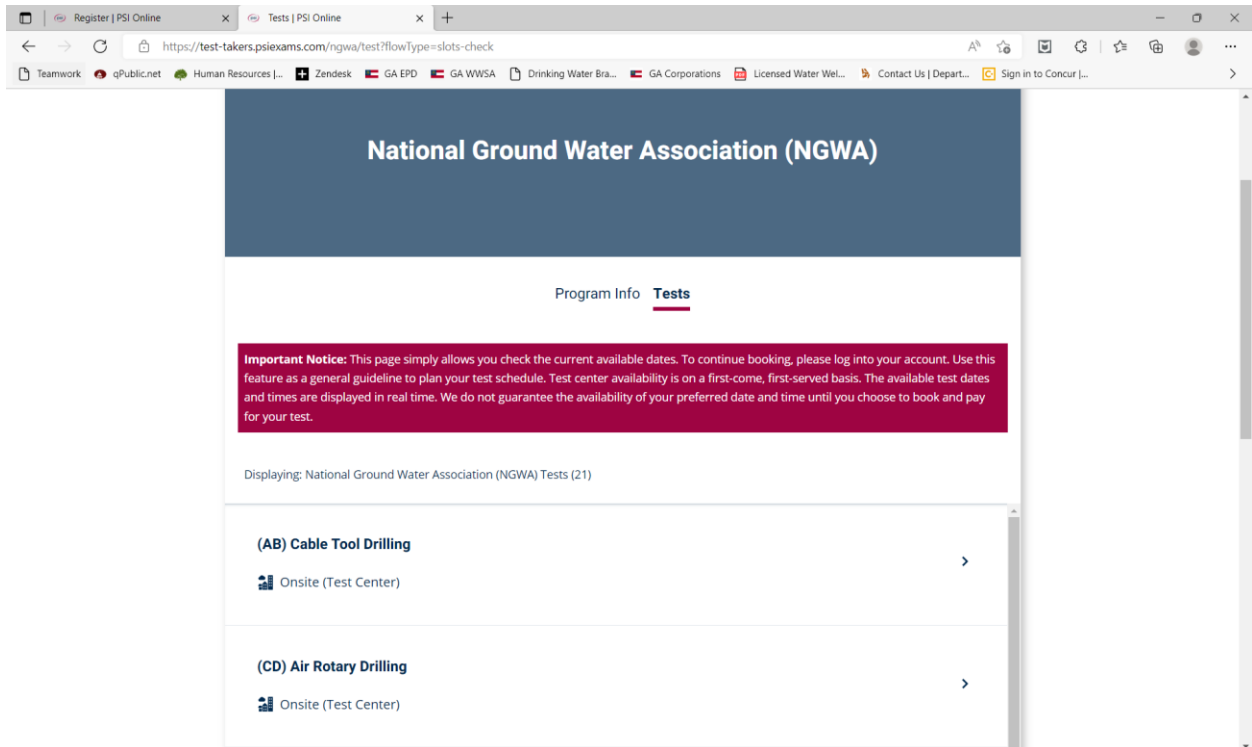 Register | PSI Online
Tests | PSI Online
https://test-takers.psiexams.com/ngwa/test?flowType=slots-check
Teamwork qPublic.net Human Resources |... Zendesk GA EPD GA WWSA Drinking Water Bra... GA Corporations Licensed Water Wel... Contact Us | Depart... Sign in to Concur |...
National Ground Water Association (NGWA)
Program Info Tests
Important Notice: This page simply allows you check the current available dates. To continue booking, please log into your account. Use this
feature as a general guideline to plan your test schedule. Test center availability is on a first-come, first-served basis. The available test dates
and times are displayed in real time. We do not guarantee the availability of your preferred date and time until you choose to book and pay
for your test.
Displaying: National Ground Water Association (NGWA) Tests (21)
(AB) Cable Tool Drilling
Onsite (Test Center)
(CD) Air Rotary Drilling
Onsite (Test Center)